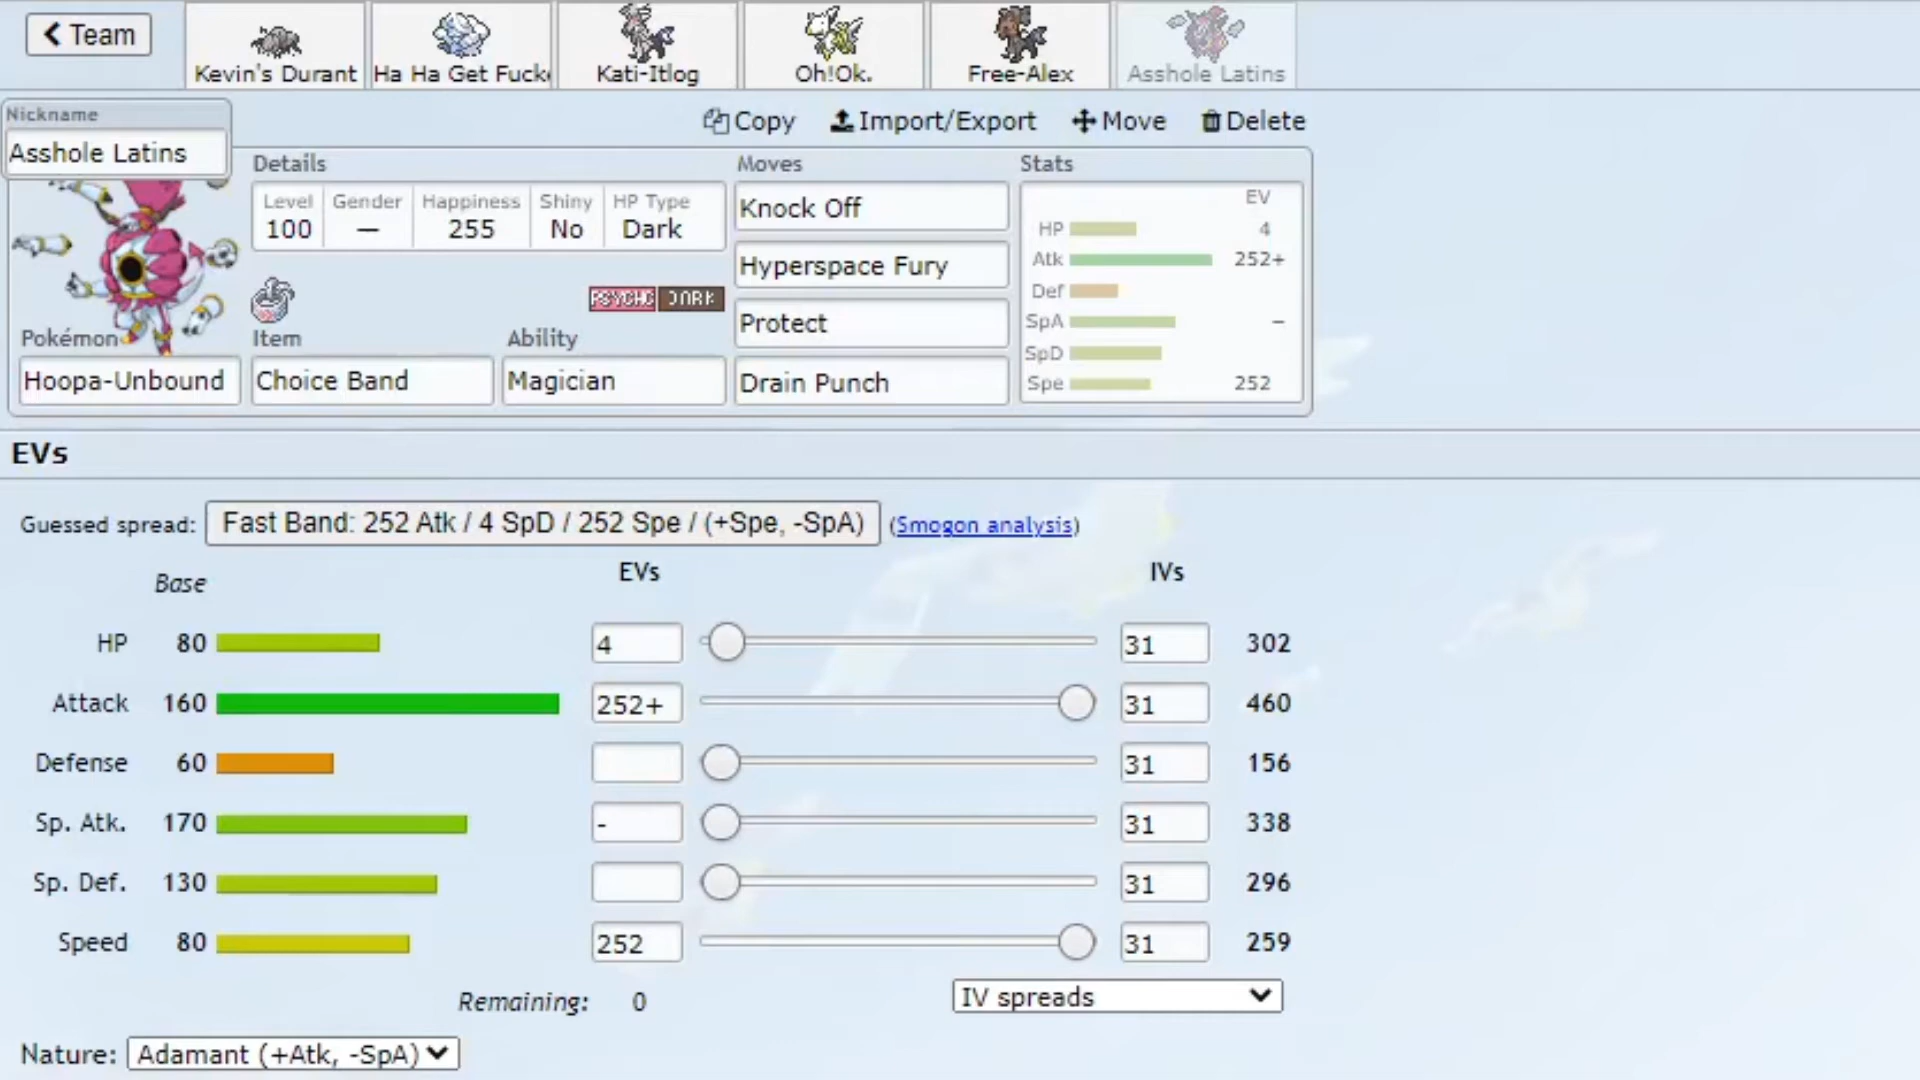 Team
Kevin's Durant
Ha Ha Get Fuck
Kati-Itlog
Oh!Ok.
Free-Alex
Asshole Latins
Nickname
Asshole Latins
Copy
Import/Export
Move
Delete
Details
Level
100
Gender
—
Happiness
255
Shiny
No
HP Type
Dark
PSYCHC DARK
Pokémon
Hoopa-Unbound
Item
Choice Band
Ability
Magician
Moves
Knock Off
Hyperspace Fury
Protect
Drain Punch
Stats
EV
HP 4
Atk 252+
Def
SpA –
SpD
Spe 252
EVs
Guessed spread: Fast Band: 252 Atk / 4 SpD / 252 Spe / (+Spe, -SpA) (Smogon analysis)
Base EVs IVs
HP 80 4 31 302
Attack 160 252+ 31 460
Defense 60 31 156
Sp. Atk. 170 - 31 338
Sp. Def. 130 31 296
Speed 80 252 31 259
Remaining: 0
IV spreads
Nature: Adamant (+Atk, -SpA)